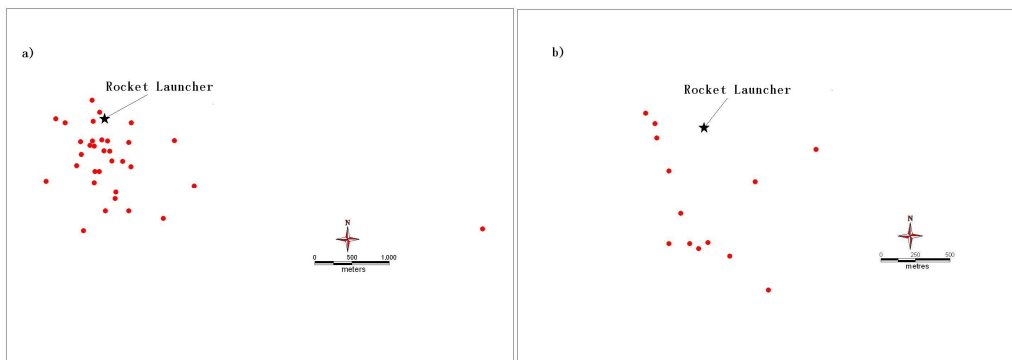 a)
Rocket Launcher
N
0 500 1,000
meters
b)
Rocket Launcher
N
0 250 500
metres